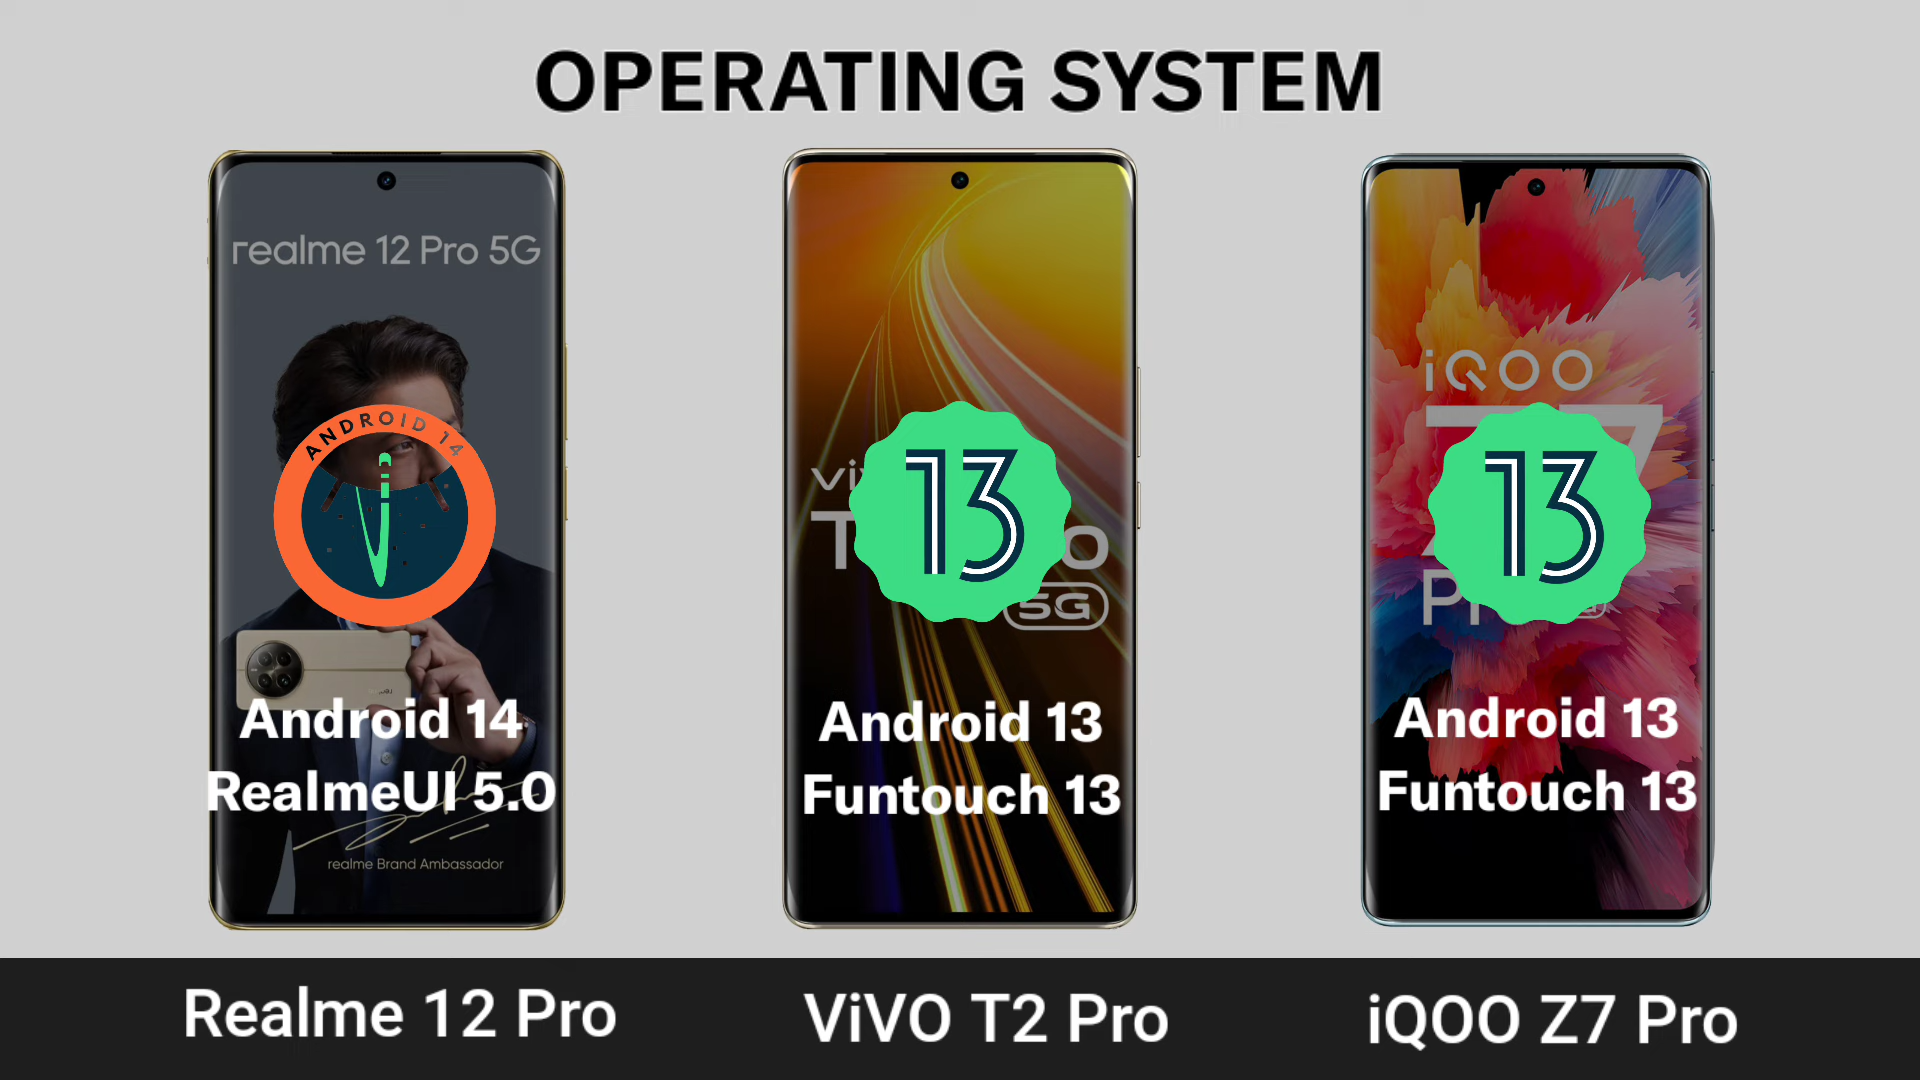 OPERATING SYSTEM
realme 12 Pro 5G
ANDROID 14
Android 14
RealmeUI 5.0
realme Brand Ambassador
13
5G
Android 13
Funtouch 13
iQOO
13
Android 13
Funtouch 13
Realme 12 Pro
ViVO T2 Pro
iQOO Z7 Pro